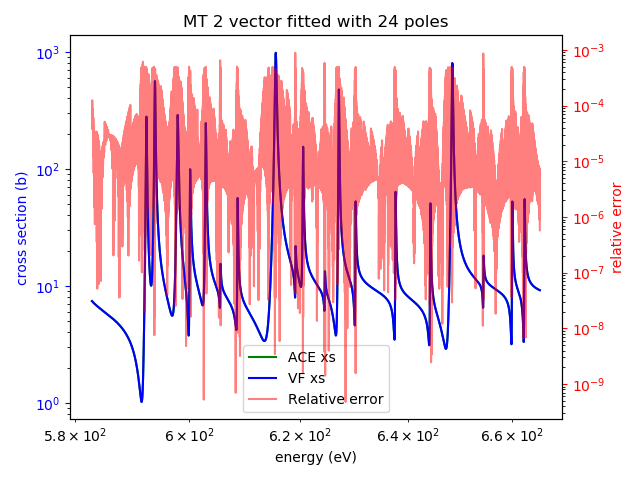 MT 2 vector fitted with 24 poles
cross section (b)
10³
10²
10¹
10⁰
10⁻³
10⁻⁴
10⁻⁵
10⁻⁶
10⁻⁷
10⁻⁸
10⁻⁹
relative error
ACE xs
VF xs
Relative error
5.8 × 10² 6 × 10² 6.2 × 10² 6.4 × 10² 6.6 × 10²
energy (eV)